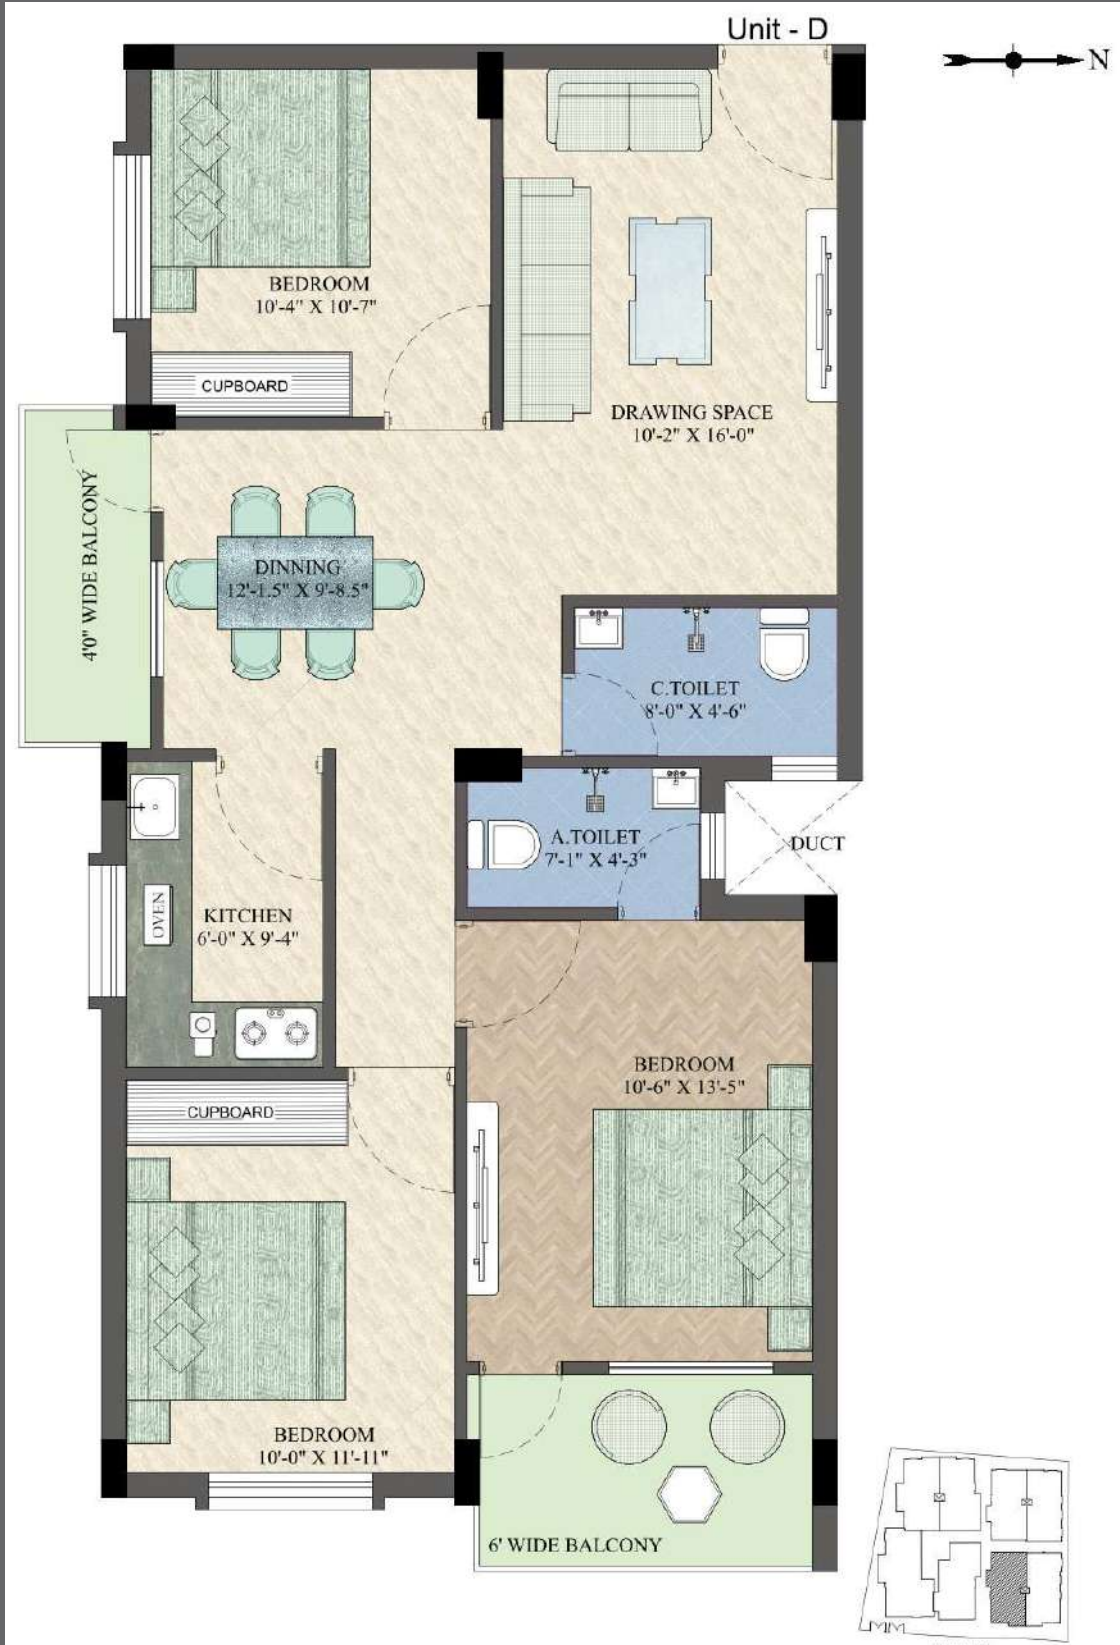 Unit - D
N
BEDROOM
10'-4" X 10'-7"
CUPBOARD
DRAWING SPACE
10'-2" X 16'-0"
4'0" WIDE BALCONY
DINNING
12'-1.5" X 9'-8.5"
C.TOILET
8'-0" X 4'-6"
A.TOILET
7'-1" X 4'-3"
DUCT
OVEN
KITCHEN
6'-0" X 9'-4"
BEDROOM
10'-6" X 13'-5"
CUPBOARD
BEDROOM
10'-0" X 11'-11"
6' WIDE BALCONY